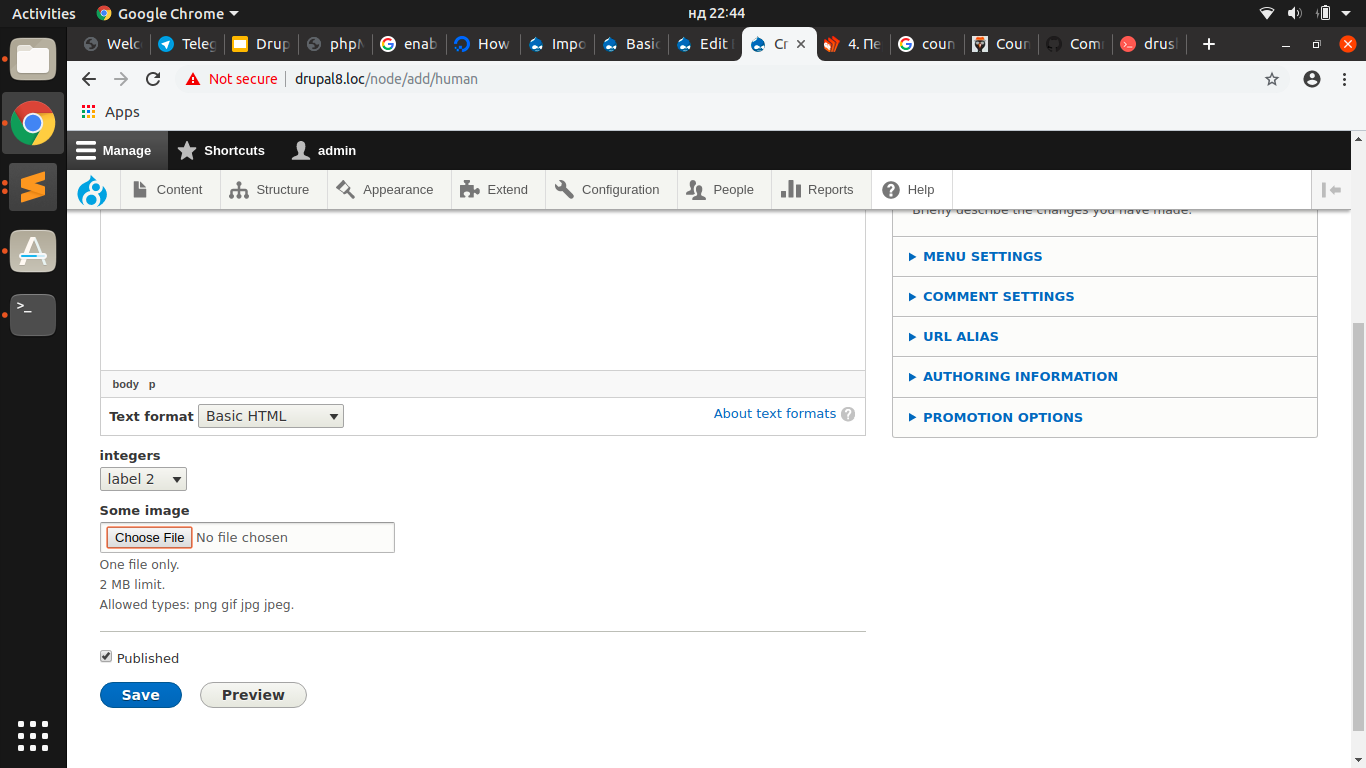 Activities Google Chrome нд 22:44
Welc Teleg Drup phpM enab How Impo Basic Edit Cr 4. Пе coun Coun Com drus
Not secure drupal8.loc/node/add/human
Apps
Manage Shortcuts admin
Content Structure Appearance Extend Configuration People Reports Help
Briefly describe the changes you have made.
MENU SETTINGS
COMMENT SETTINGS
URL ALIAS
AUTHORING INFORMATION
PROMOTION OPTIONS
body p
Text format Basic HTML About text formats ?
integers
label 2
Some image
Choose File No file chosen
One file only.
2 MB limit.
Allowed types: png gif jpg jpeg.
Published
Save Preview